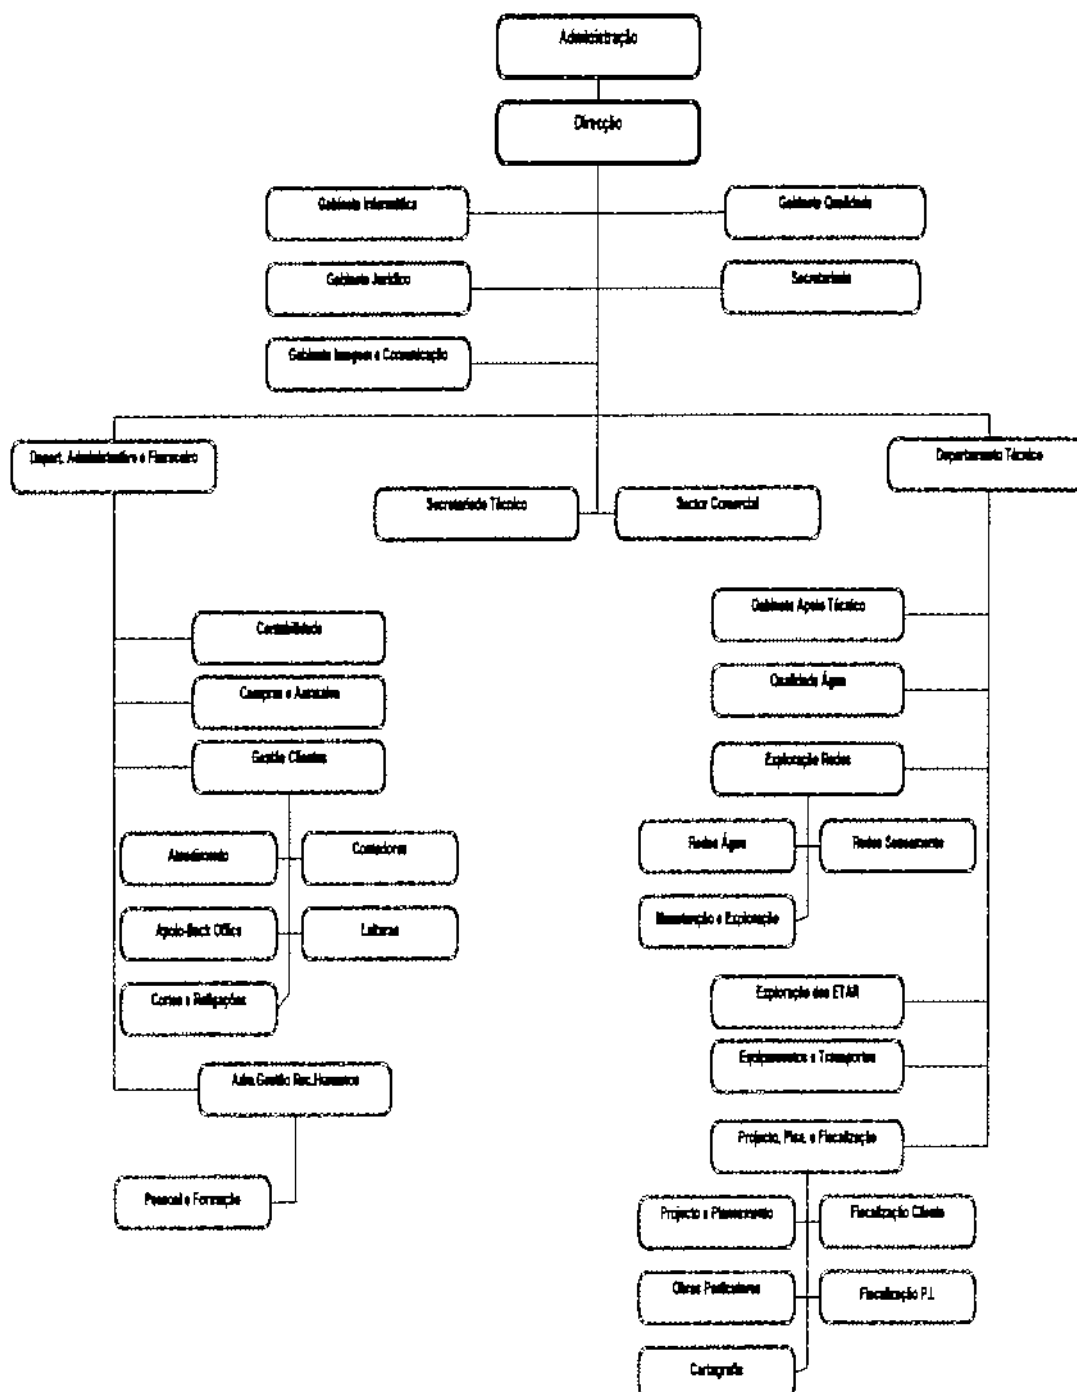 Administração
Direcção
Gabinete Informática
Gabinete Qualidade
Gabinete Jurídico
Secretariado
Gabinete Imagem e Comunicação
Depart. Administrativo e Financeiro
Departamento Técnico
Secretariado Técnico
Sector Comercial
Gabinete Apoio Técnico
Contabilidade
Qualidade Água
Compras e Armazém
Gestão Clientes
Exploração Redes
Atendimento
Contadores
Redes Água
Redes Saneamento
Apoio-Back Office
Leituras
Manutenção e Exploração
Cortes e Religações
Exploração das ETAR
Equipamentos e Transportes
Gestão Rec.Humanos
Projecto, e Fiscalização
Pessoal e Formação
Projecto e Planeamento
Fiscalização Cliente
Obras Particulares
Fiscalização P.I.
Cartografia